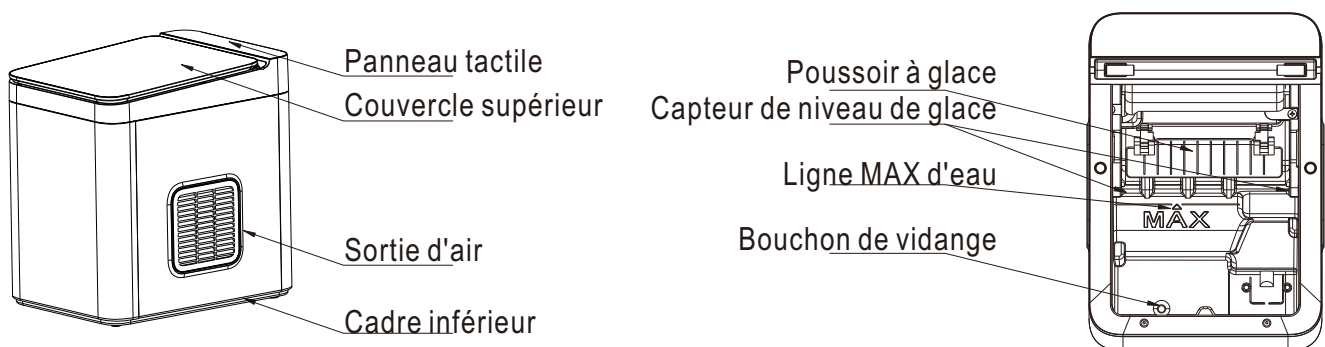 Panneau tactile
Couvercle supérieur
Sortie d'air
Cadre inférieur
Poussoir à glace
Capteur de niveau de glace
Ligne MAX d'eau
Bouchon de vidange
MAX